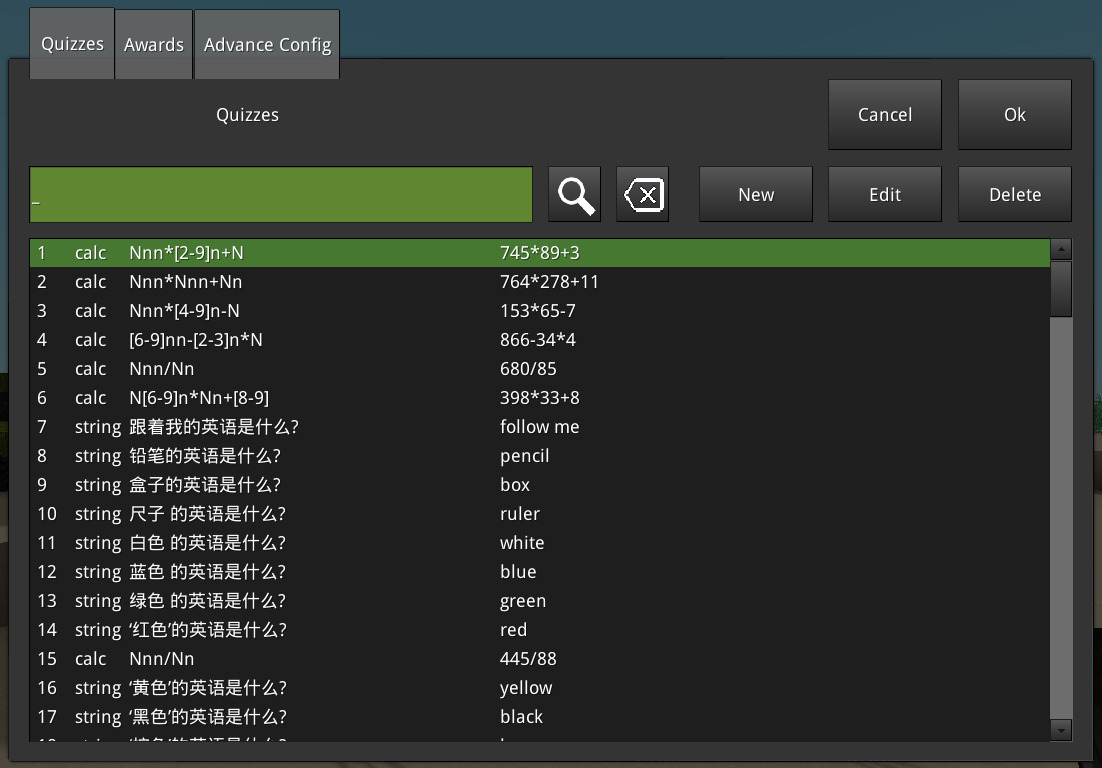 Quizzes Awards Advance Config
Quizzes Cancel Ok
New Edit Delete
1 calc Nnn*[2-9]n+N 745*89+3
2 calc Nnn*Nnn+Nn 764*278+11
3 calc Nnn*[4-9]n-N 153*65-7
4 calc [6-9]nn-[2-3]n*N 866-34*4
5 calc Nnn/Nn 680/85
6 calc N[6-9]n*Nn+[8-9] 398*33+8
7 string 跟着我的英语是什么? follow me
8 string 铅笔的英语是什么? pencil
9 string 盒子的英语是什么? box
10 string 尺子 的英语是什么? ruler
11 string 白色 的英语是什么? white
12 string 蓝色 的英语是什么? blue
13 string 绿色 的英语是什么? green
14 string ‘红色’的英语是什么? red
15 calc Nnn/Nn 445/88
16 string ‘黄色’的英语是什么? yellow
17 string ‘黑色’的英语是什么? black